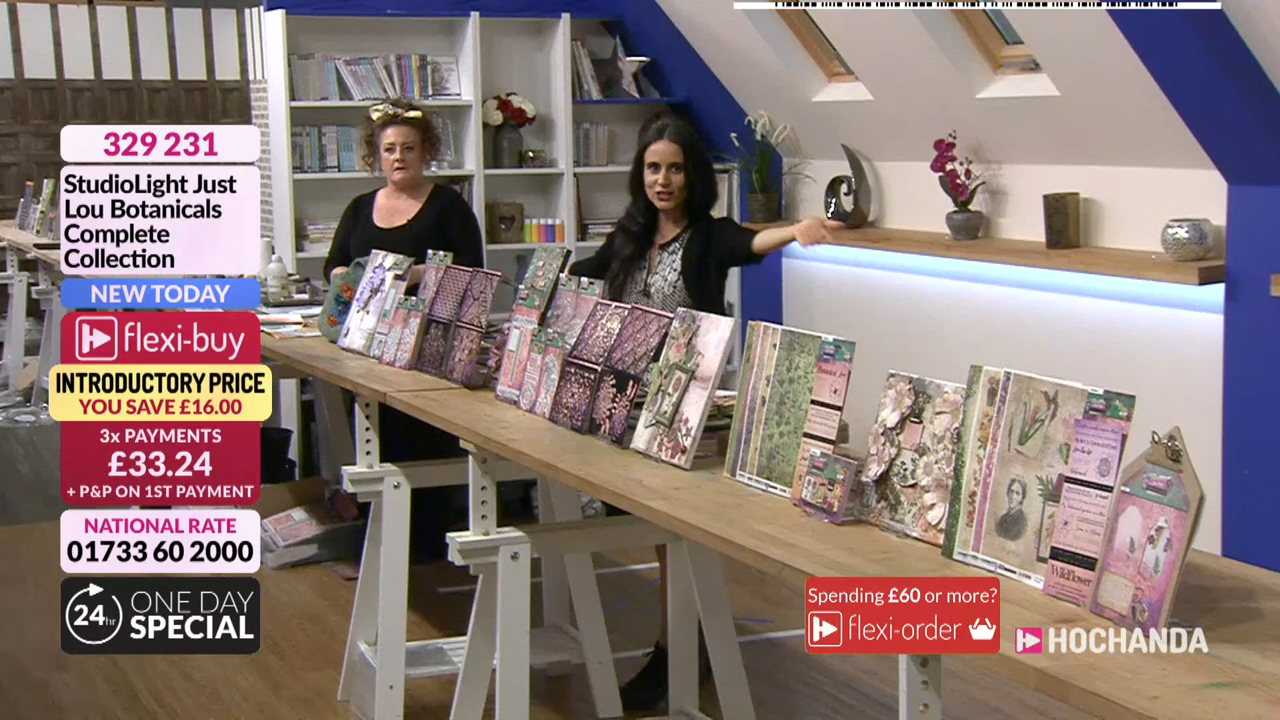 329 231
StudioLight Just
Lou Botanicals
Complete
Collection
NEW TODAY
flexi-buy
INTRODUCTORY PRICE
YOU SAVE £16.00
3x PAYMENTS
£33.24
+ P&P ON 1ST PAYMENT
NATIONAL RATE
01733 60 2000
24hr ONE DAY
SPECIAL
Spending £60 or more?
flexi-order
HOCHANDA
Wildflower